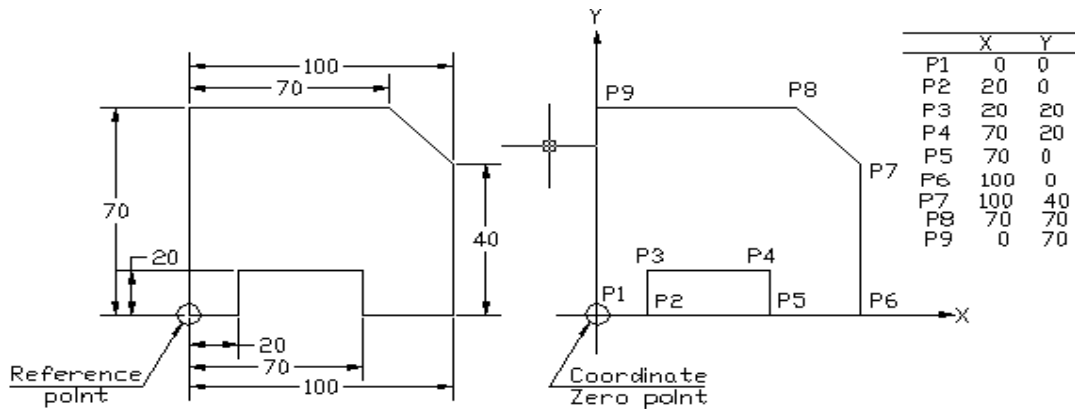 100
70
70
20
40
20
70
100
Reference
point
Y
P9
P8
P7
P3
P4
P1
P2
P5
P6
X
Coordinate
Zero point
X Y
P1 0 0
P2 20 0
P3 20 20
P4 70 20
P5 70 0
P6 100 0
P7 100 40
P8 70 70
P9 0 70